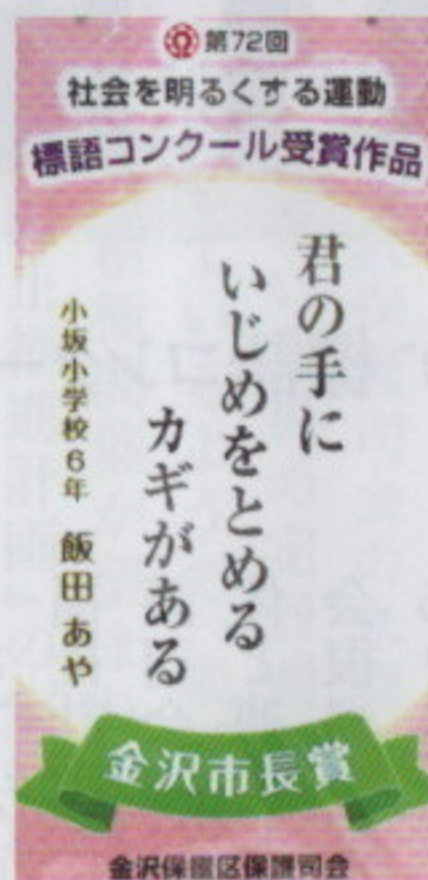 第72回
社会を明るくする運動
標語コンクール受賞作品
君の手に
いじめをとめる
カギがある
小坂小学校6年 飯田 あや
金沢市長賞
金沢保護区保護司会